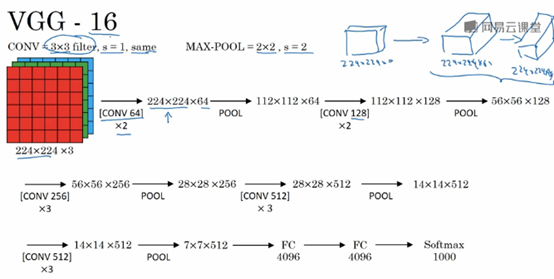 VGG - 16
网易云课堂
CONV = 3×3 filter, s = 1, same
MAX-POOL = 2×2 , s = 2
224×224×3
[CONV 64]
×2
224×224×64
POOL
112×112×64
[CONV 128]
×2
112×112×128
POOL
56×56×128
[CONV 256]
×3
56×56×256
POOL
28×28×256
[CONV 512]
×3
28×28×512
POOL
14×14×512
[CONV 512]
×3
14×14×512
POOL
7×7×512
FC
4096
FC
4096
Softmax
1000